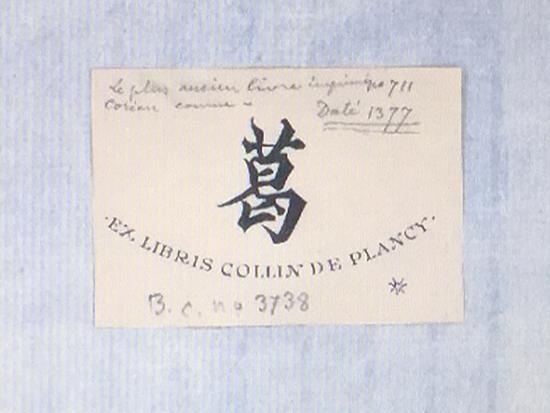 Le plus ancien livre imprimé
Coréen connu -
Daté 1377
葛
· EX LIBRIS COLLIN DE PLANCY ·
B. C. no 3738